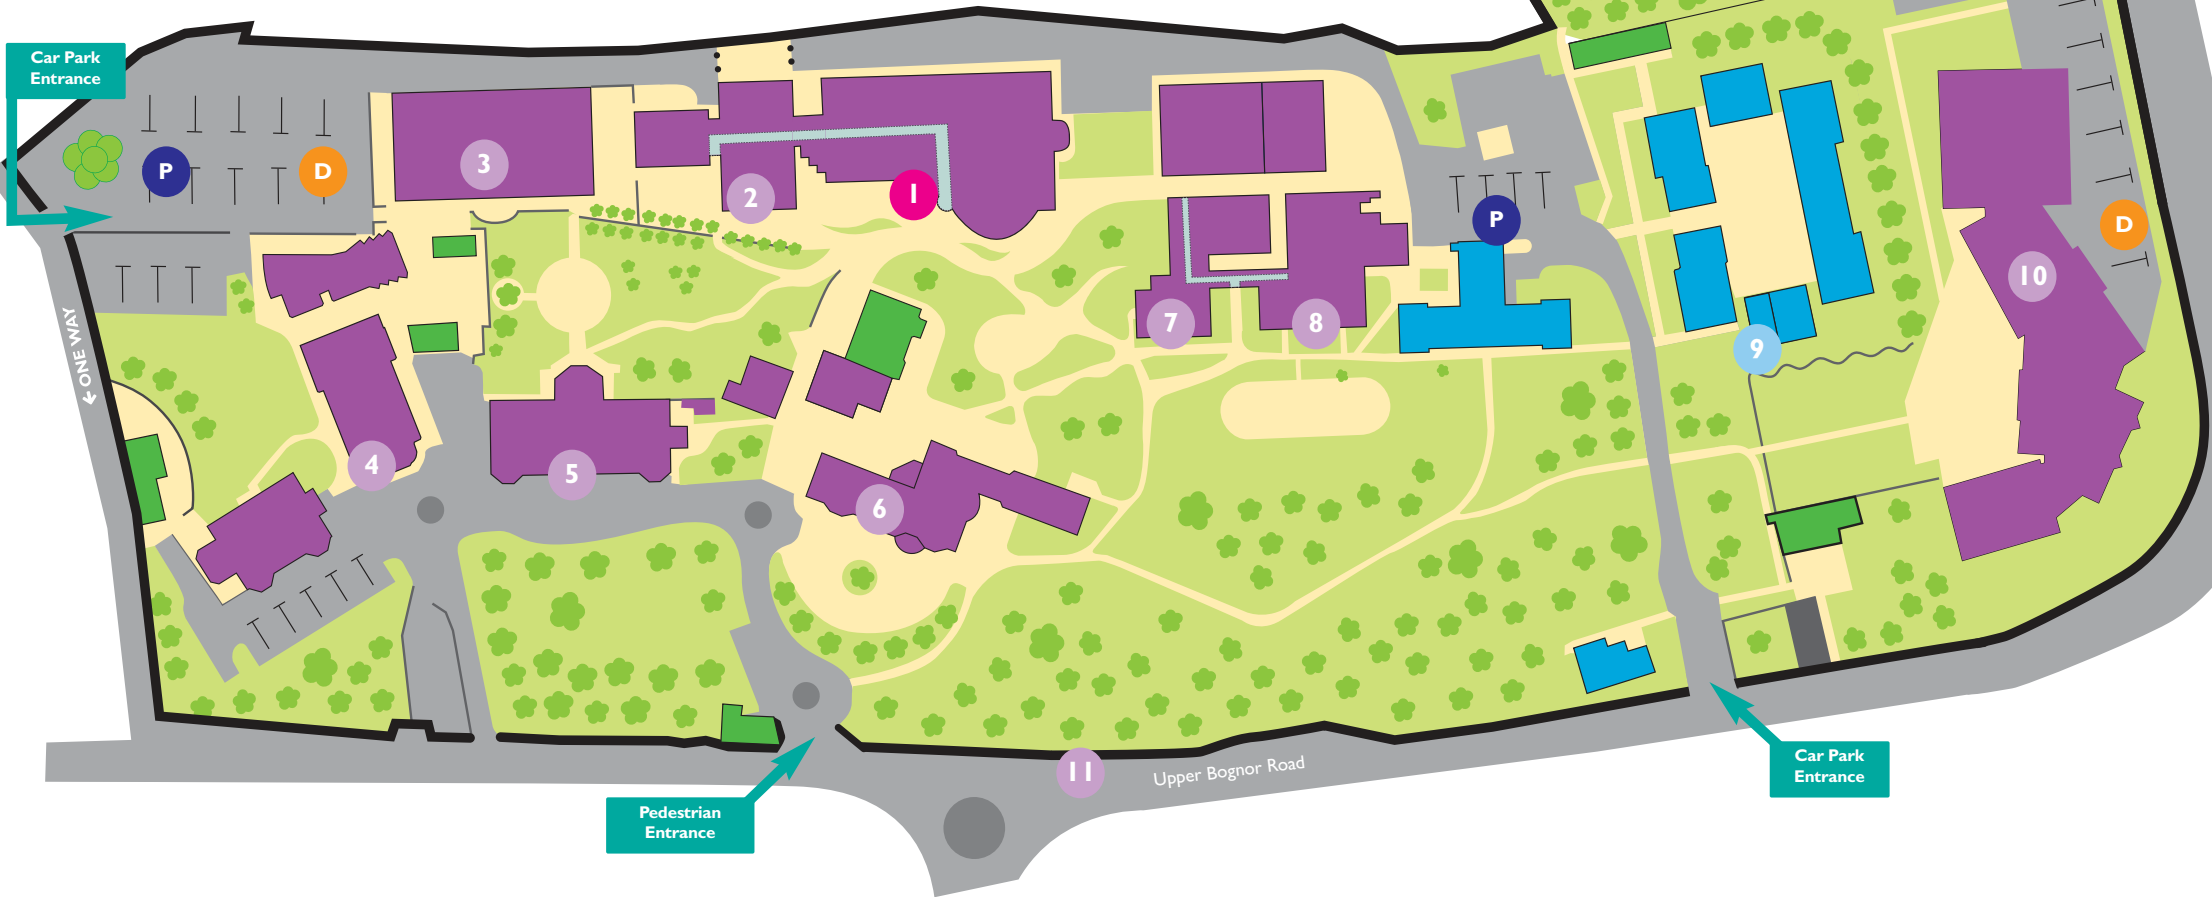 Car Park
Entrance
P
D
3
2
I
P
D
10
7
8
9
← ONE WAY
4
5
6
11
Upper Bognor Road
Car Park
Entrance
Pedestrian
Entrance